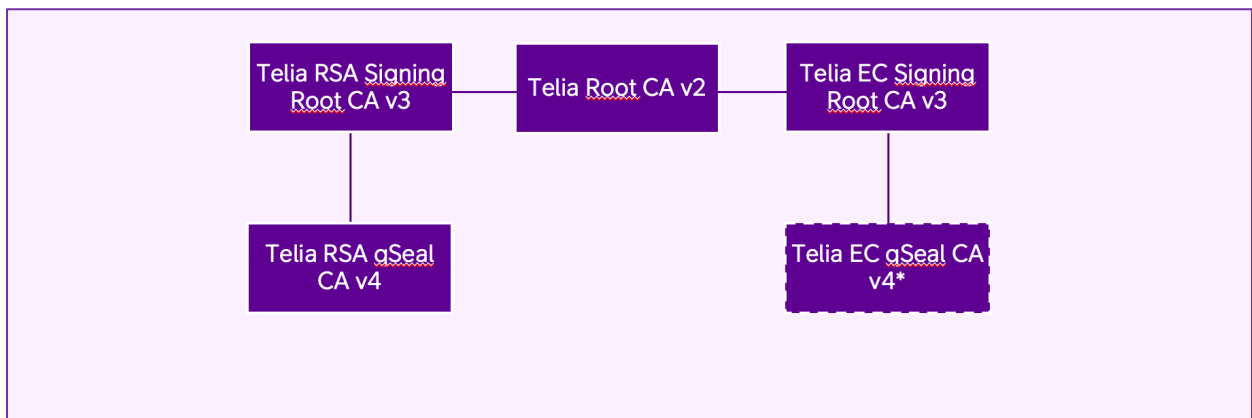 Telia RSA Signing
Root CA v3
Telia Root CA v2
Telia EC Signing
Root CA v3
Telia RSA qSeal
CA v4
Telia EC qSeal CA
v4*